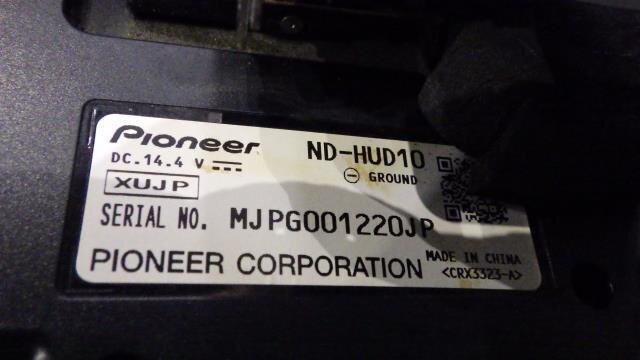 Pioneer ND-HUD10
DC.14.4 V ⎓ ⊖ GROUND
XUJP
SERIAL NO. MJPG001220JP
PIONEER CORPORATION MADE IN CHINA
<CRX3323-A>